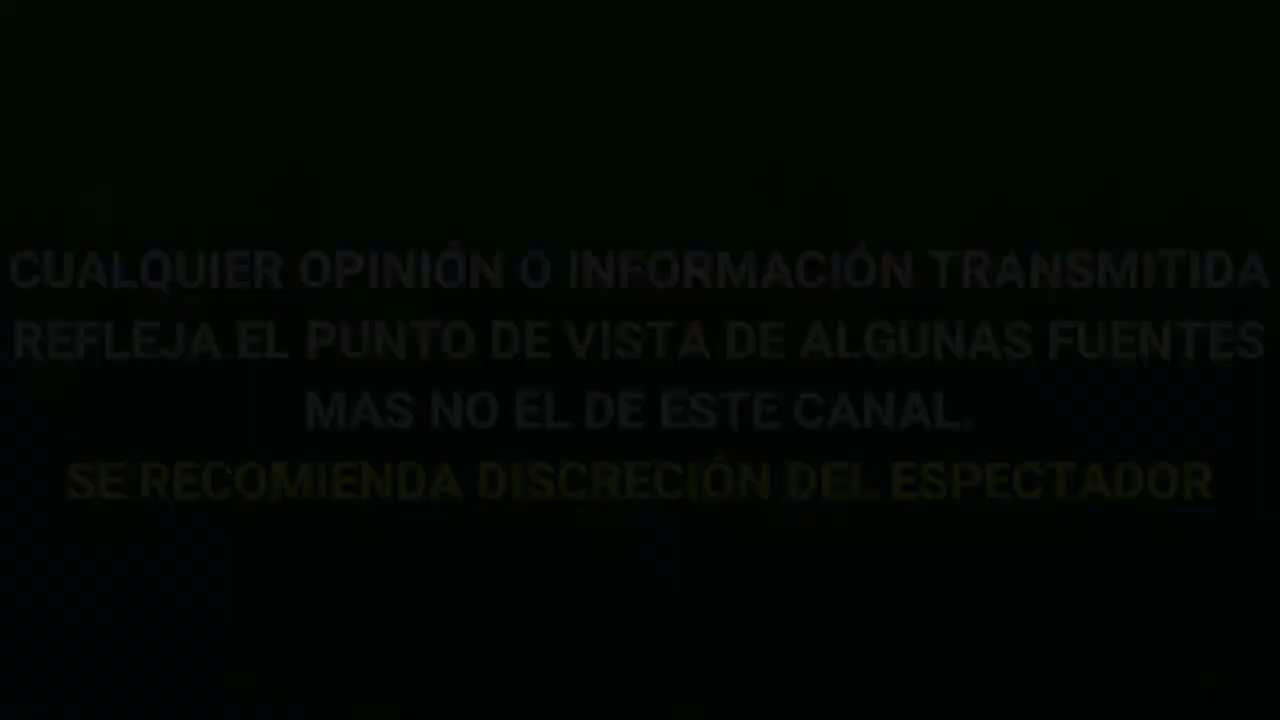 CUALQUIER OPINIÓN O INFORMACIÓN TRANSMITIDA
REFLEJA EL PUNTO DE VISTA DE ALGUNAS FUENTES
MAS NO EL DE ESTE CANAL.
SE RECOMIENDA DISCRECIÓN DEL ESPECTADOR